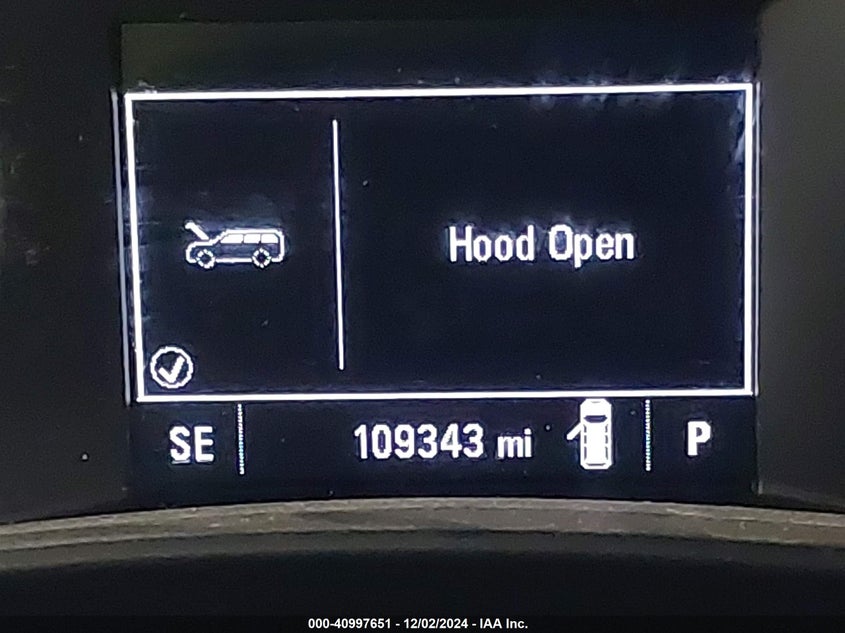 Hood Open
SE 109343 mi P
000-40997651 - 12/02/2024 - IAA Inc.